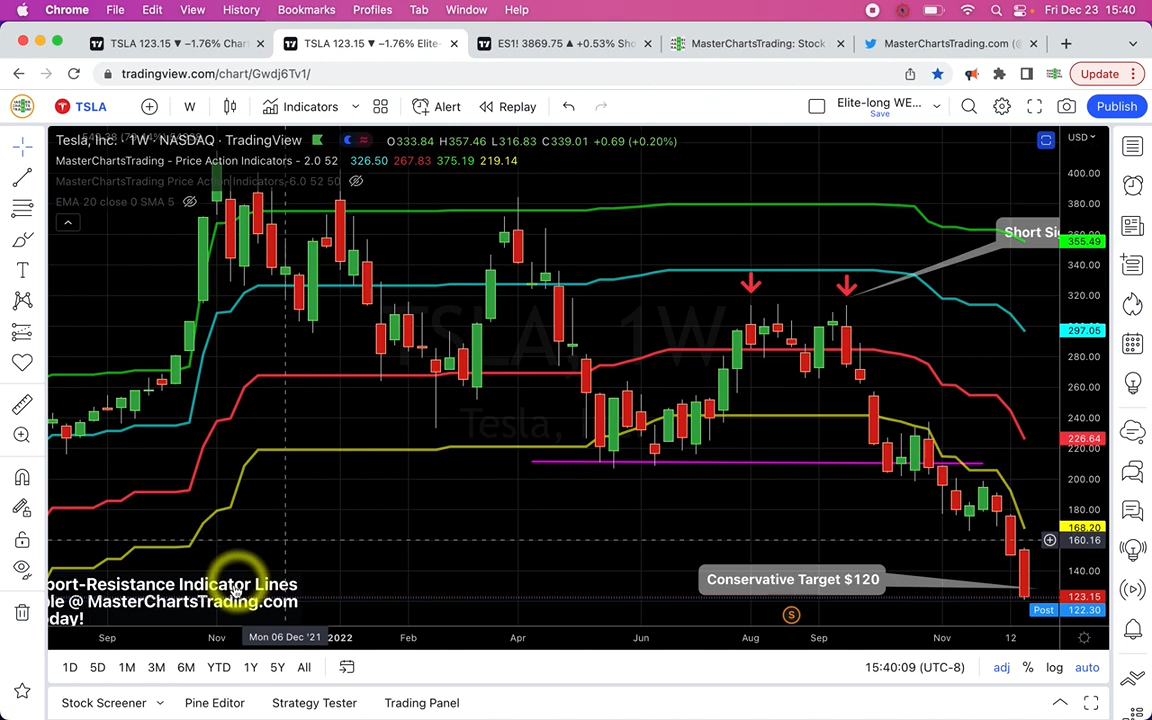 Chrome File Edit View History Bookmarks Profiles Tab Window Help Fri Dec 23 15:40
TSLA 123.15 ▼ −1.76% Chart TSLA 123.15 ▼ −1.76% Elite- ES1! 3869.75 ▲ +0.53% Sho MasterChartsTrading: Stock MasterChartsTrading.com (@
tradingview.com/chart/Gwdj6Tv1/ Update
TSLA W Indicators Alert Replay Elite-long WE... Save Publish
Tesla, Inc. · 1W · NASDAQ · TradingView O333.84 H357.46 L316.83 C339.01 +0.69 (+0.20%) USD
MasterChartsTrading - Price Action Indicators - 2.0 52 326.50 267.83 375.19 219.14
MasterChartsTrading Price Action Indicators 6.0 52 50
EMA 20 close 0 SMA 5
400.00
380.00
Short Si
355.49
340.00
320.00
297.05
280.00
260.00
240.00
226.64
220.00
200.00
180.00
168.20
160.16
140.00
123.15
Post 122.30
TSLA, 1W
Tesla, I
Conservative Target $120
port-Resistance Indicator Lines
ble @ MasterChartsTrading.com
oday!
S
Sep Nov Mon 06 Dec '21 2022 Feb Apr Jun Aug Sep Nov 12
1D 5D 1M 3M 6M YTD 1Y 5Y All 15:40:09 (UTC-8) adj % log auto
Stock Screener Pine Editor Strategy Tester Trading Panel